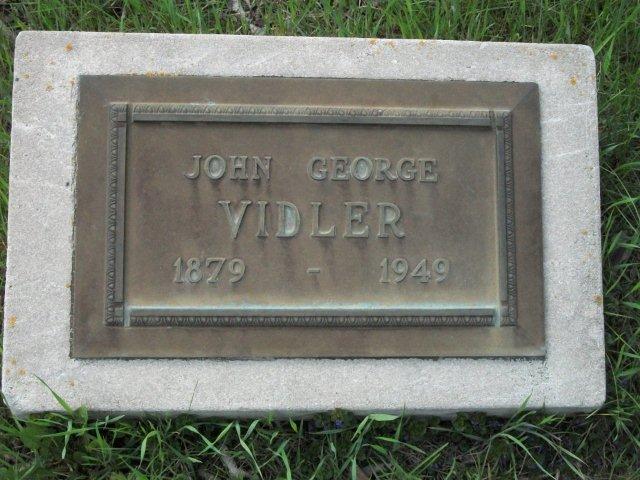 JOHN GEORGE
VIDLER
1879 - 1949